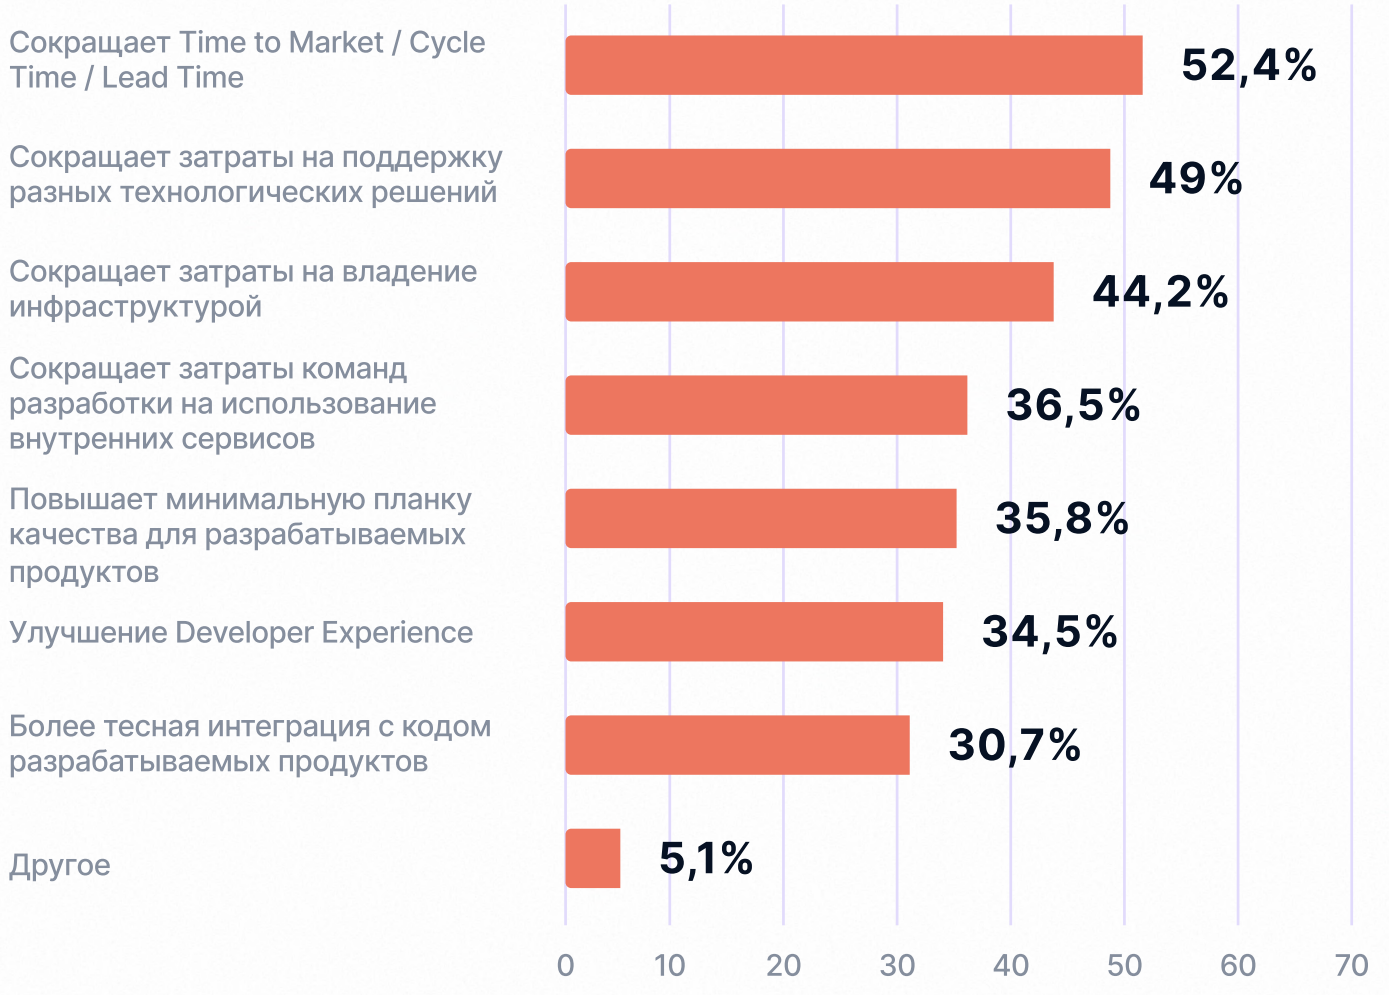 Сокращает Time to Market / Cycle
Time / Lead Time
52,4%
Сокращает затраты на поддержку
разных технологических решений
49%
Сокращает затраты на владение
инфраструктурой
44,2%
Сокращает затраты команд
разработки на использование
внутренних сервисов
36,5%
Повышает минимальную планку
качества для разрабатываемых
продуктов
35,8%
Улучшение Developer Experience
34,5%
Более тесная интеграция с кодом
разрабатываемых продуктов
30,7%
Другое
5,1%
0 10 20 30 40 50 60 70